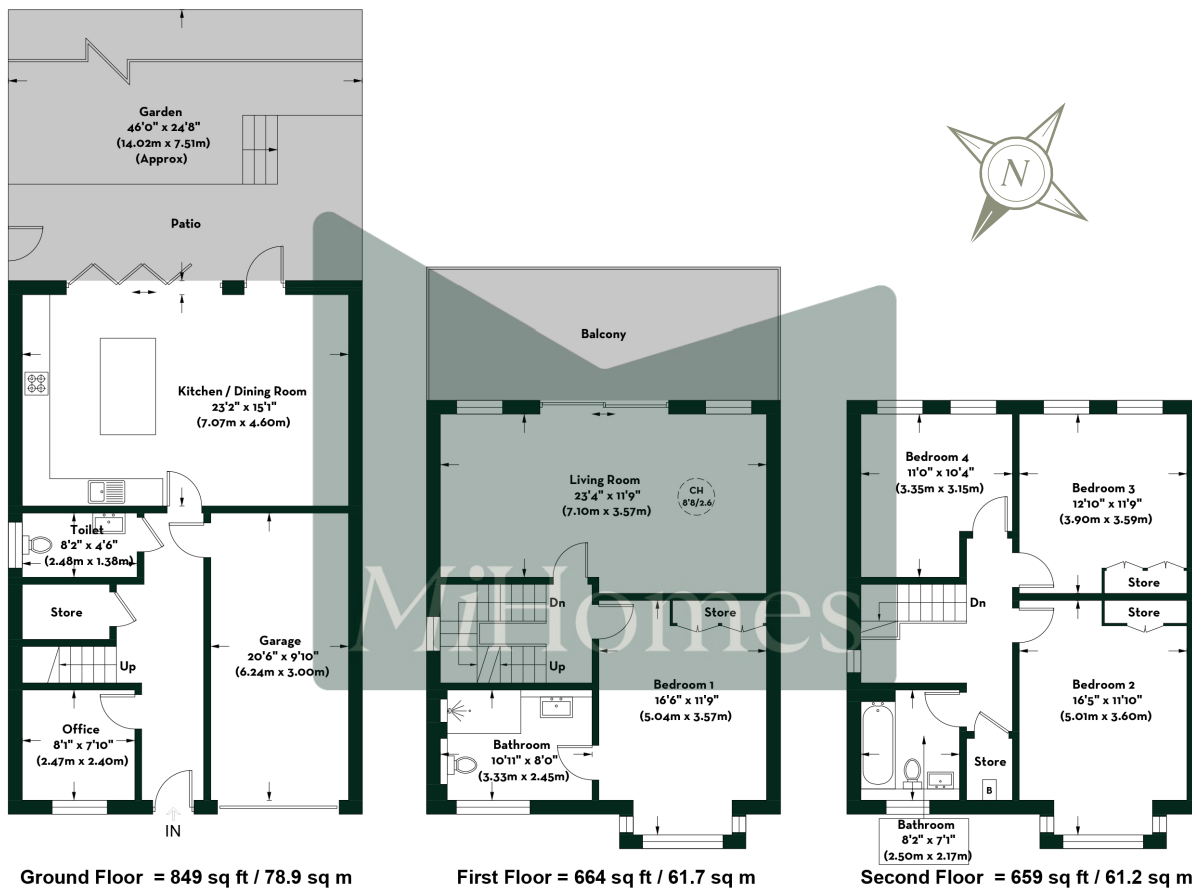 Garden
46'0" x 24'8"
(14.02m x 7.51m)
(Approx)
Patio
Kitchen / Dining Room
23'2" x 15'1"
(7.07m x 4.60m)
Toilet
8'2" x 4'6"
(2.48m x 1.38m)
Store
Up
Garage
20'6" x 9'10"
(6.24m x 3.00m)
Office
8'1" x 7'10"
(2.47m x 2.40m)
IN
Ground Floor = 849 sq ft / 78.9 sq m
N
Balcony
Living Room
23'4" x 11'9"
(7.10m x 3.57m)
CH
8'8/2.6
MiHomes
Dn
Store
Up
Bedroom 1
16'6" x 11'9"
(5.04m x 3.57m)
Bathroom
10'11" x 8'0"
(3.33m x 2.45m)
First Floor = 664 sq ft / 61.7 sq m
Bedroom 4
11'0" x 10'4"
(3.35m x 3.15m)
Bedroom 3
12'10" x 11'9"
(3.90m x 3.59m)
Store
Dn
Store
Bedroom 2
16'5" x 11'10"
(5.01m x 3.60m)
Store
B
Bathroom
8'2" x 7'1"
(2.50m x 2.17m)
Second Floor = 659 sq ft / 61.2 sq m